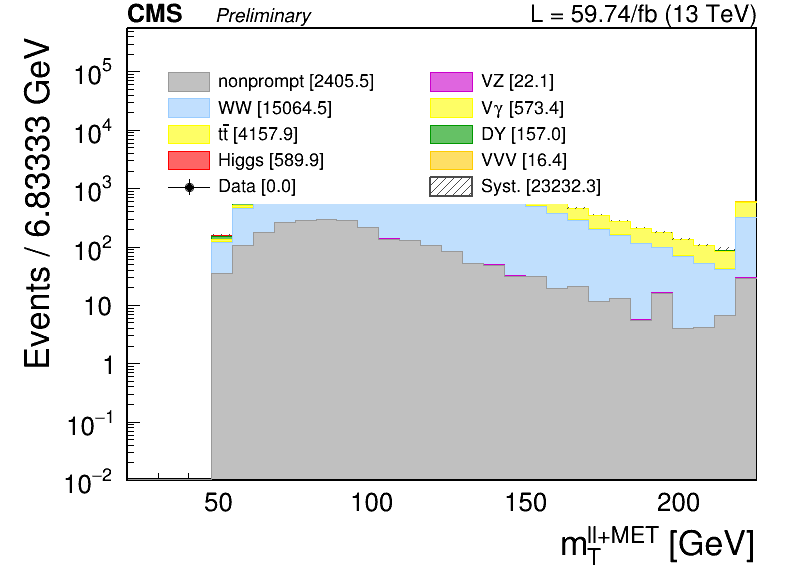 CMS Preliminary L = 59.74/fb (13 TeV)
Events / 6.83333 GeV
10⁵
10⁴
10³
10²
10
1
10⁻¹
10⁻²
nonprompt [2405.5] VZ [22.1]
WW [15064.5] Vγ [573.4]
tt̄ [4157.9] DY [157.0]
Higgs [589.9] VVV [16.4]
Data [0.0] Syst. [23232.3]
50 100 150 200
m_T^ll+MET [GeV]